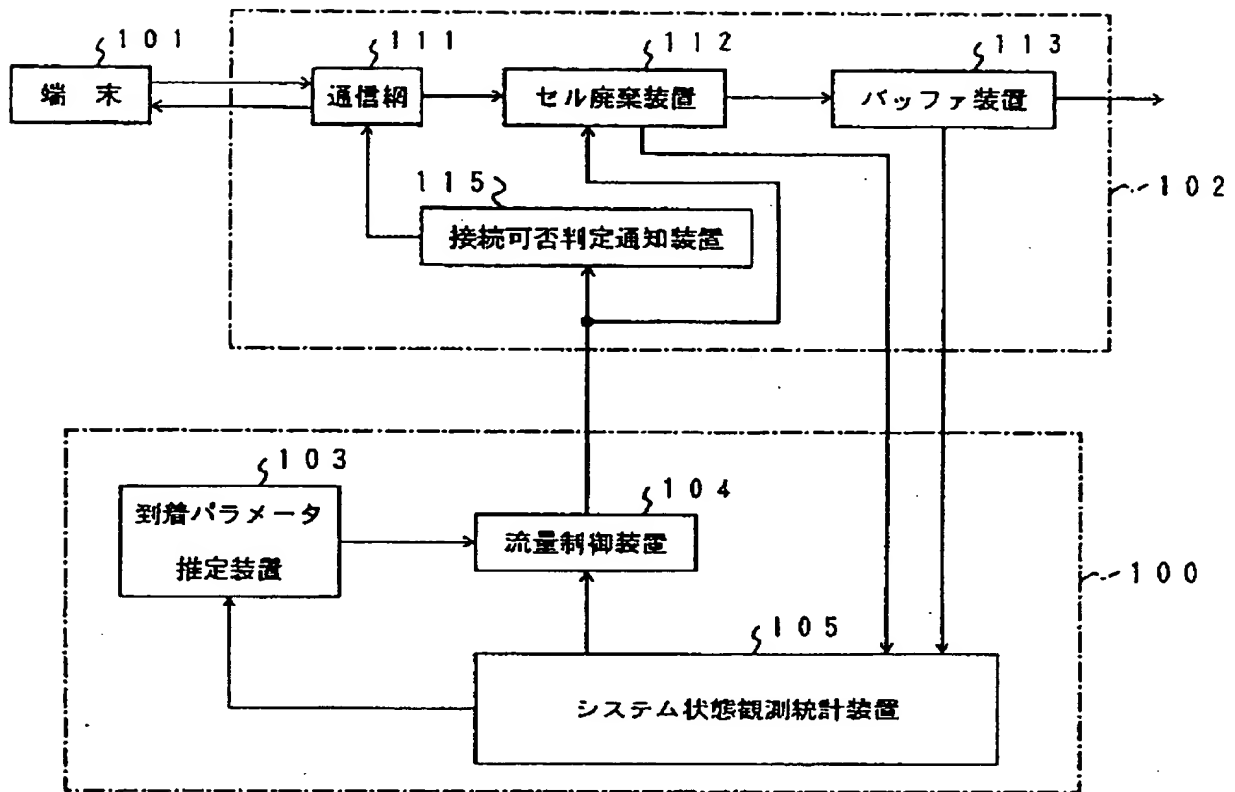 101
端末
111
通信網
112
セル廃棄装置
113
バッファ装置
102
115
接続可否判定通知装置
103
到着パラメータ
推定装置
104
流量制御装置
100
105
システム状態観測統計装置